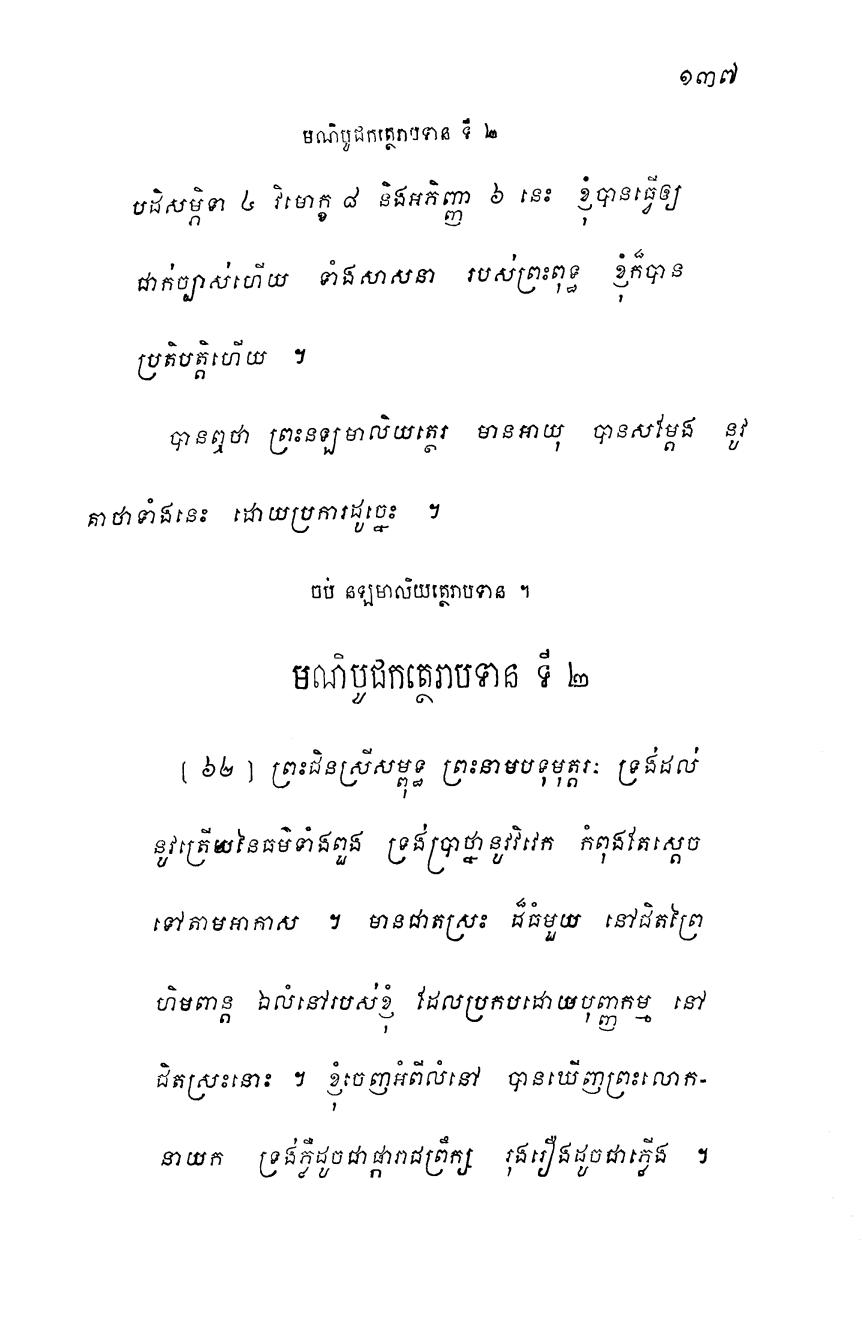 ១៣៧
មណិបូជកត្ថេរាបទាន ទី ២
បដិសម្ភិទា ៤ វិមោក្ខ ៨ និងអភិញ្ញា ៦ នេះ ខ្ញុំបានធ្វើឲ្យ
ជាក់ច្បាស់ហើយ ទាំងសាសនា របស់ព្រះពុទ្ធ ខ្ញុំក៏បាន
ប្រតិបត្តិហើយ ។
បានឮថា ព្រះនឡមាលិយត្ថេរ មានអាយុ បានសម្តែង នូវ
គាថាទាំងនេះ ដោយប្រការដូច្នេះ ។
ចប់ នឡមាលិយត្ថេរាបទាន ។
មណិបូជកត្ថេរាបទាន ទី ២
[ ៦២ ] ព្រះជិនស្រីសម្ពុទ្ធ ព្រះនាមបទុមុត្តរៈ ទ្រង់ដល់
នូវត្រើយនៃធម៌ទាំងពួង ទ្រង់ប្រាថ្នានូវវិវេក កំពុងតែស្តេច
ទៅតាមអាកាស ។ មានជាតស្រះ ដ៏ធំមួយ នៅជិតព្រៃ
ហិមពាន្ត ឯលំនៅរបស់ខ្ញុំ ដែលប្រកបដោយបុញ្ញកម្ម នៅ
ជិតស្រះនោះ ។ ខ្ញុំចេញអំពីលំនៅ បានឃើញព្រះលោក-
នាយក ទ្រង់ភ្លឺដូចជាផ្ការាជព្រឹក្ស រុងរឿងដូចជាភ្លើង ។